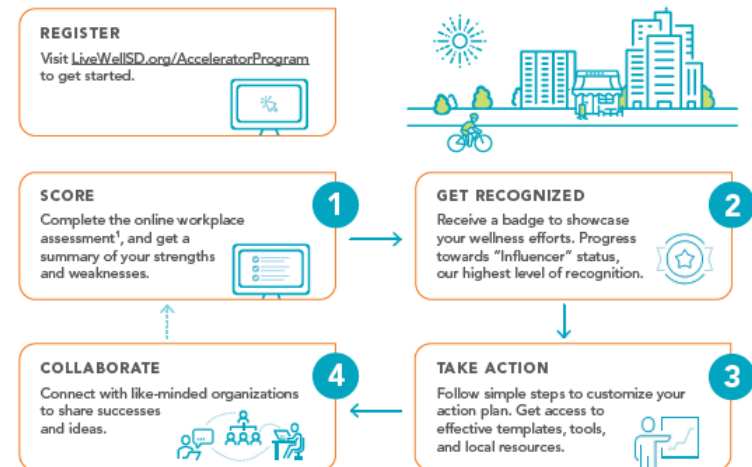 REGISTER
Visit LiveWellSD.org/AcceleratorProgram
to get started.
SCORE
1
Complete the online workplace
assessment¹, and get a
summary of your strengths
and weaknesses.
GET RECOGNIZED
2
Receive a badge to showcase
your wellness efforts. Progress
towards “Influencer” status,
our highest level of recognition.
TAKE ACTION
3
Follow simple steps to customize your
action plan. Get access to
effective templates, tools,
and local resources.
COLLABORATE
4
Connect with like-minded organizations
to share successes
and ideas.